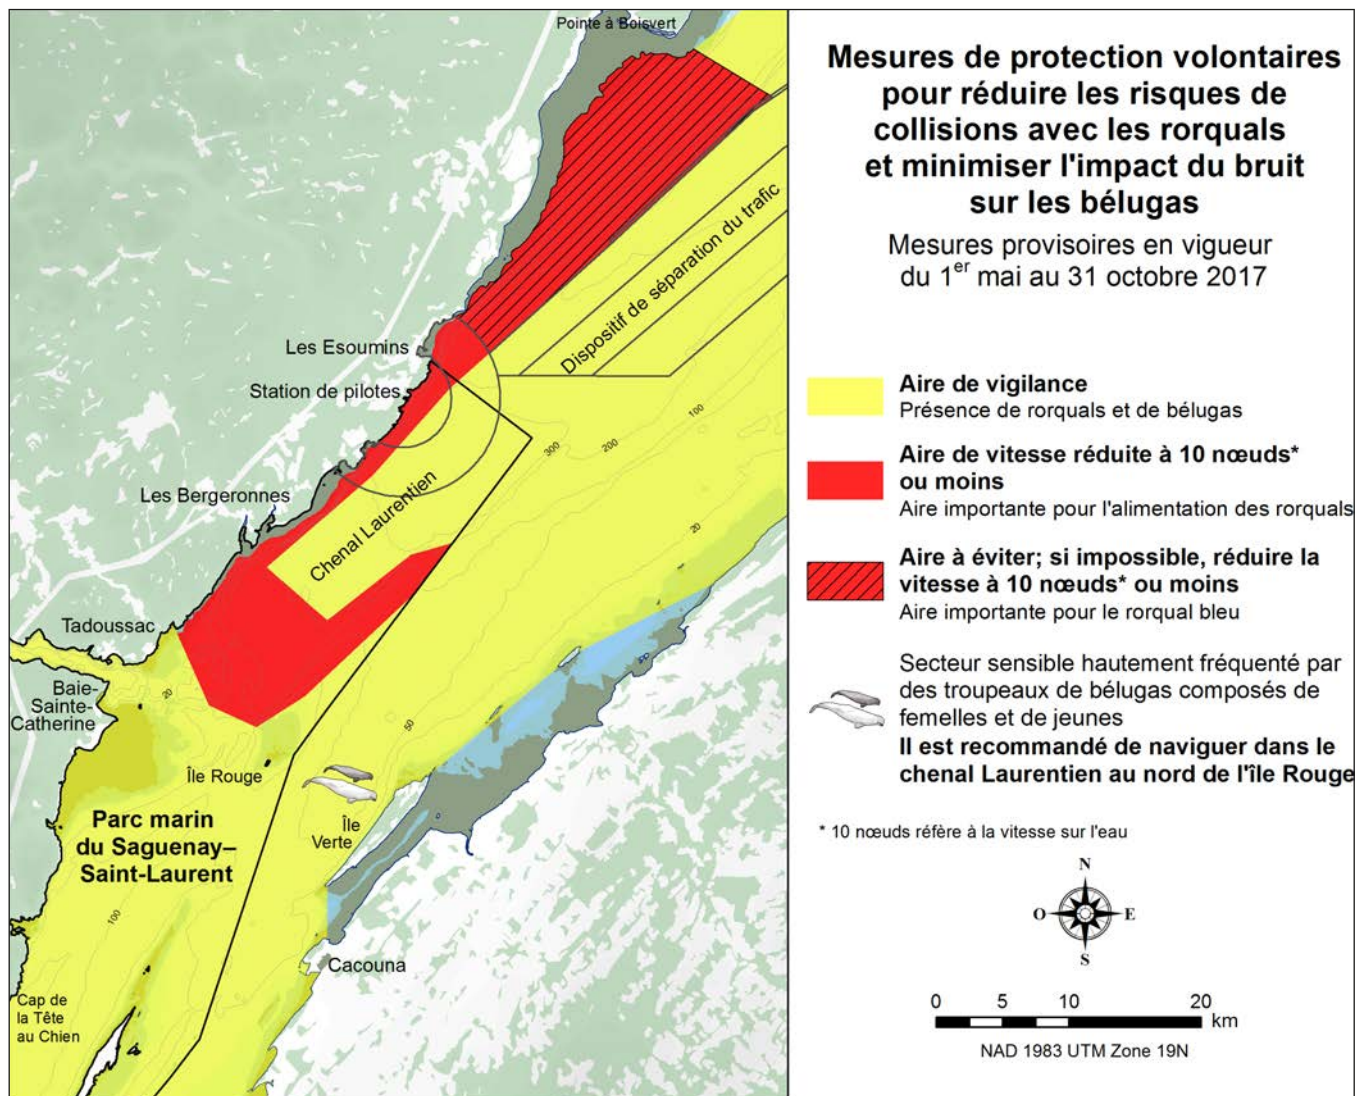 Pointe à Boisvert
Dispositif de séparation du trafic
Les Esoumins
Station de pilotes
Les Bergeronnes
Chenal Laurentien
300
200
100
20
Tadoussac
20
Baie-
Sainte-
Catherine
50
Île Rouge
Île
Verte
Parc marin
du Saguenay–
Saint-Laurent
100
Cacouna
Cap de
la Tête
au Chien
Mesures de protection volontaires
pour réduire les risques de
collisions avec les rorquals
et minimiser l'impact du bruit
sur les bélugas
Mesures provisoires en vigueur
du 1er mai au 31 octobre 2017
Aire de vigilance
Présence de rorquals et de bélugas
Aire de vitesse réduite à 10 nœuds*
ou moins
Aire importante pour l'alimentation des rorquals
Aire à éviter; si impossible, réduire la
vitesse à 10 nœuds* ou moins
Aire importante pour le rorqual bleu
Secteur sensible hautement fréquenté par
des troupeaux de bélugas composés de
femelles et de jeunes
Il est recommandé de naviguer dans le
chenal Laurentien au nord de l'île Rouge
* 10 nœuds réfère à la vitesse sur l'eau
N
O E
S
0 5 10 20
km
NAD 1983 UTM Zone 19N